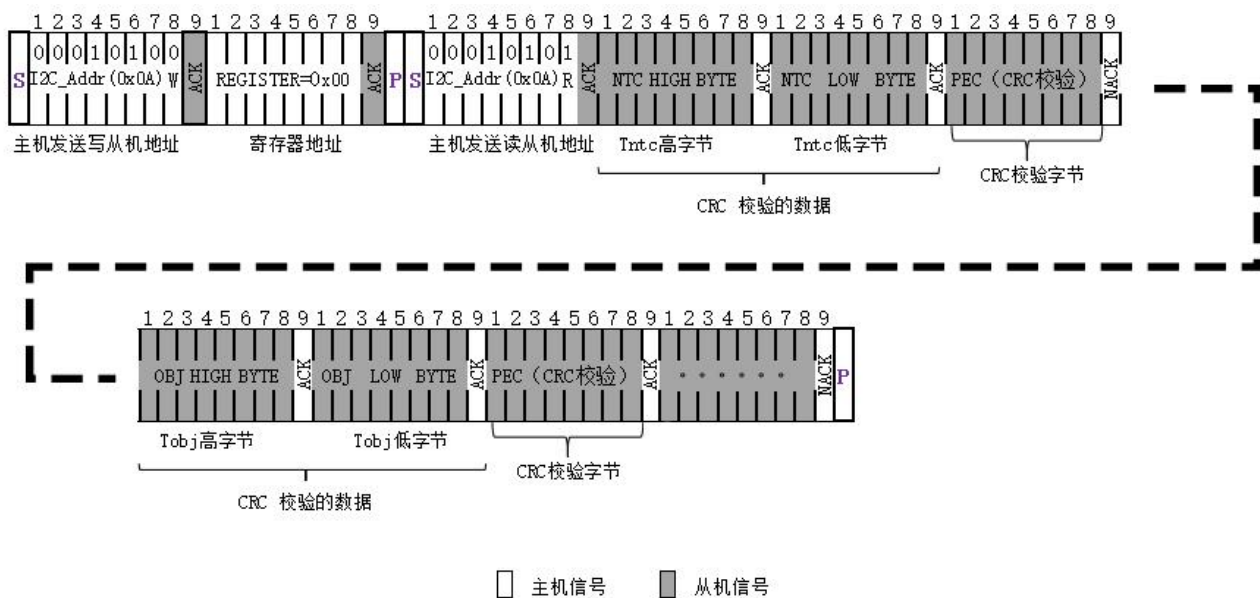 1 2 3 4 5 6 7 8 9 1 2 3 4 5 6 7 8 9 1 2 3 4 5 6 7 8 9 1 2 3 4 5 6 7 8 9 1 2 3 4 5 6 7 8 9 1 2 3 4 5 6 7 8 9
0 0 0 1 0 1 0 0 0 0 0 1 0 1 0 1
S I2C_Addr(0x0A) W ACK REGISTER=0x00 ACK P S I2C_Addr(0x0A) R ACK NTC HIGH BYTE ACK NTC LOW BYTE ACK PEC（CRC校验） NACK
主机发送写从机地址 寄存器地址 主机发送读从机地址 Tntc高字节 Tntc低字节
CRC校验字节
CRC 校验的数据
1 2 3 4 5 6 7 8 9 1 2 3 4 5 6 7 8 9 1 2 3 4 5 6 7 8 9 1 2 3 4 5 6 7 8 9
OBJ HIGH BYTE ACK OBJ LOW BYTE ACK PEC（CRC校验） ACK ······ NACK P
Tobj高字节 Tobj低字节
CRC校验字节
CRC 校验的数据
主机信号 从机信号